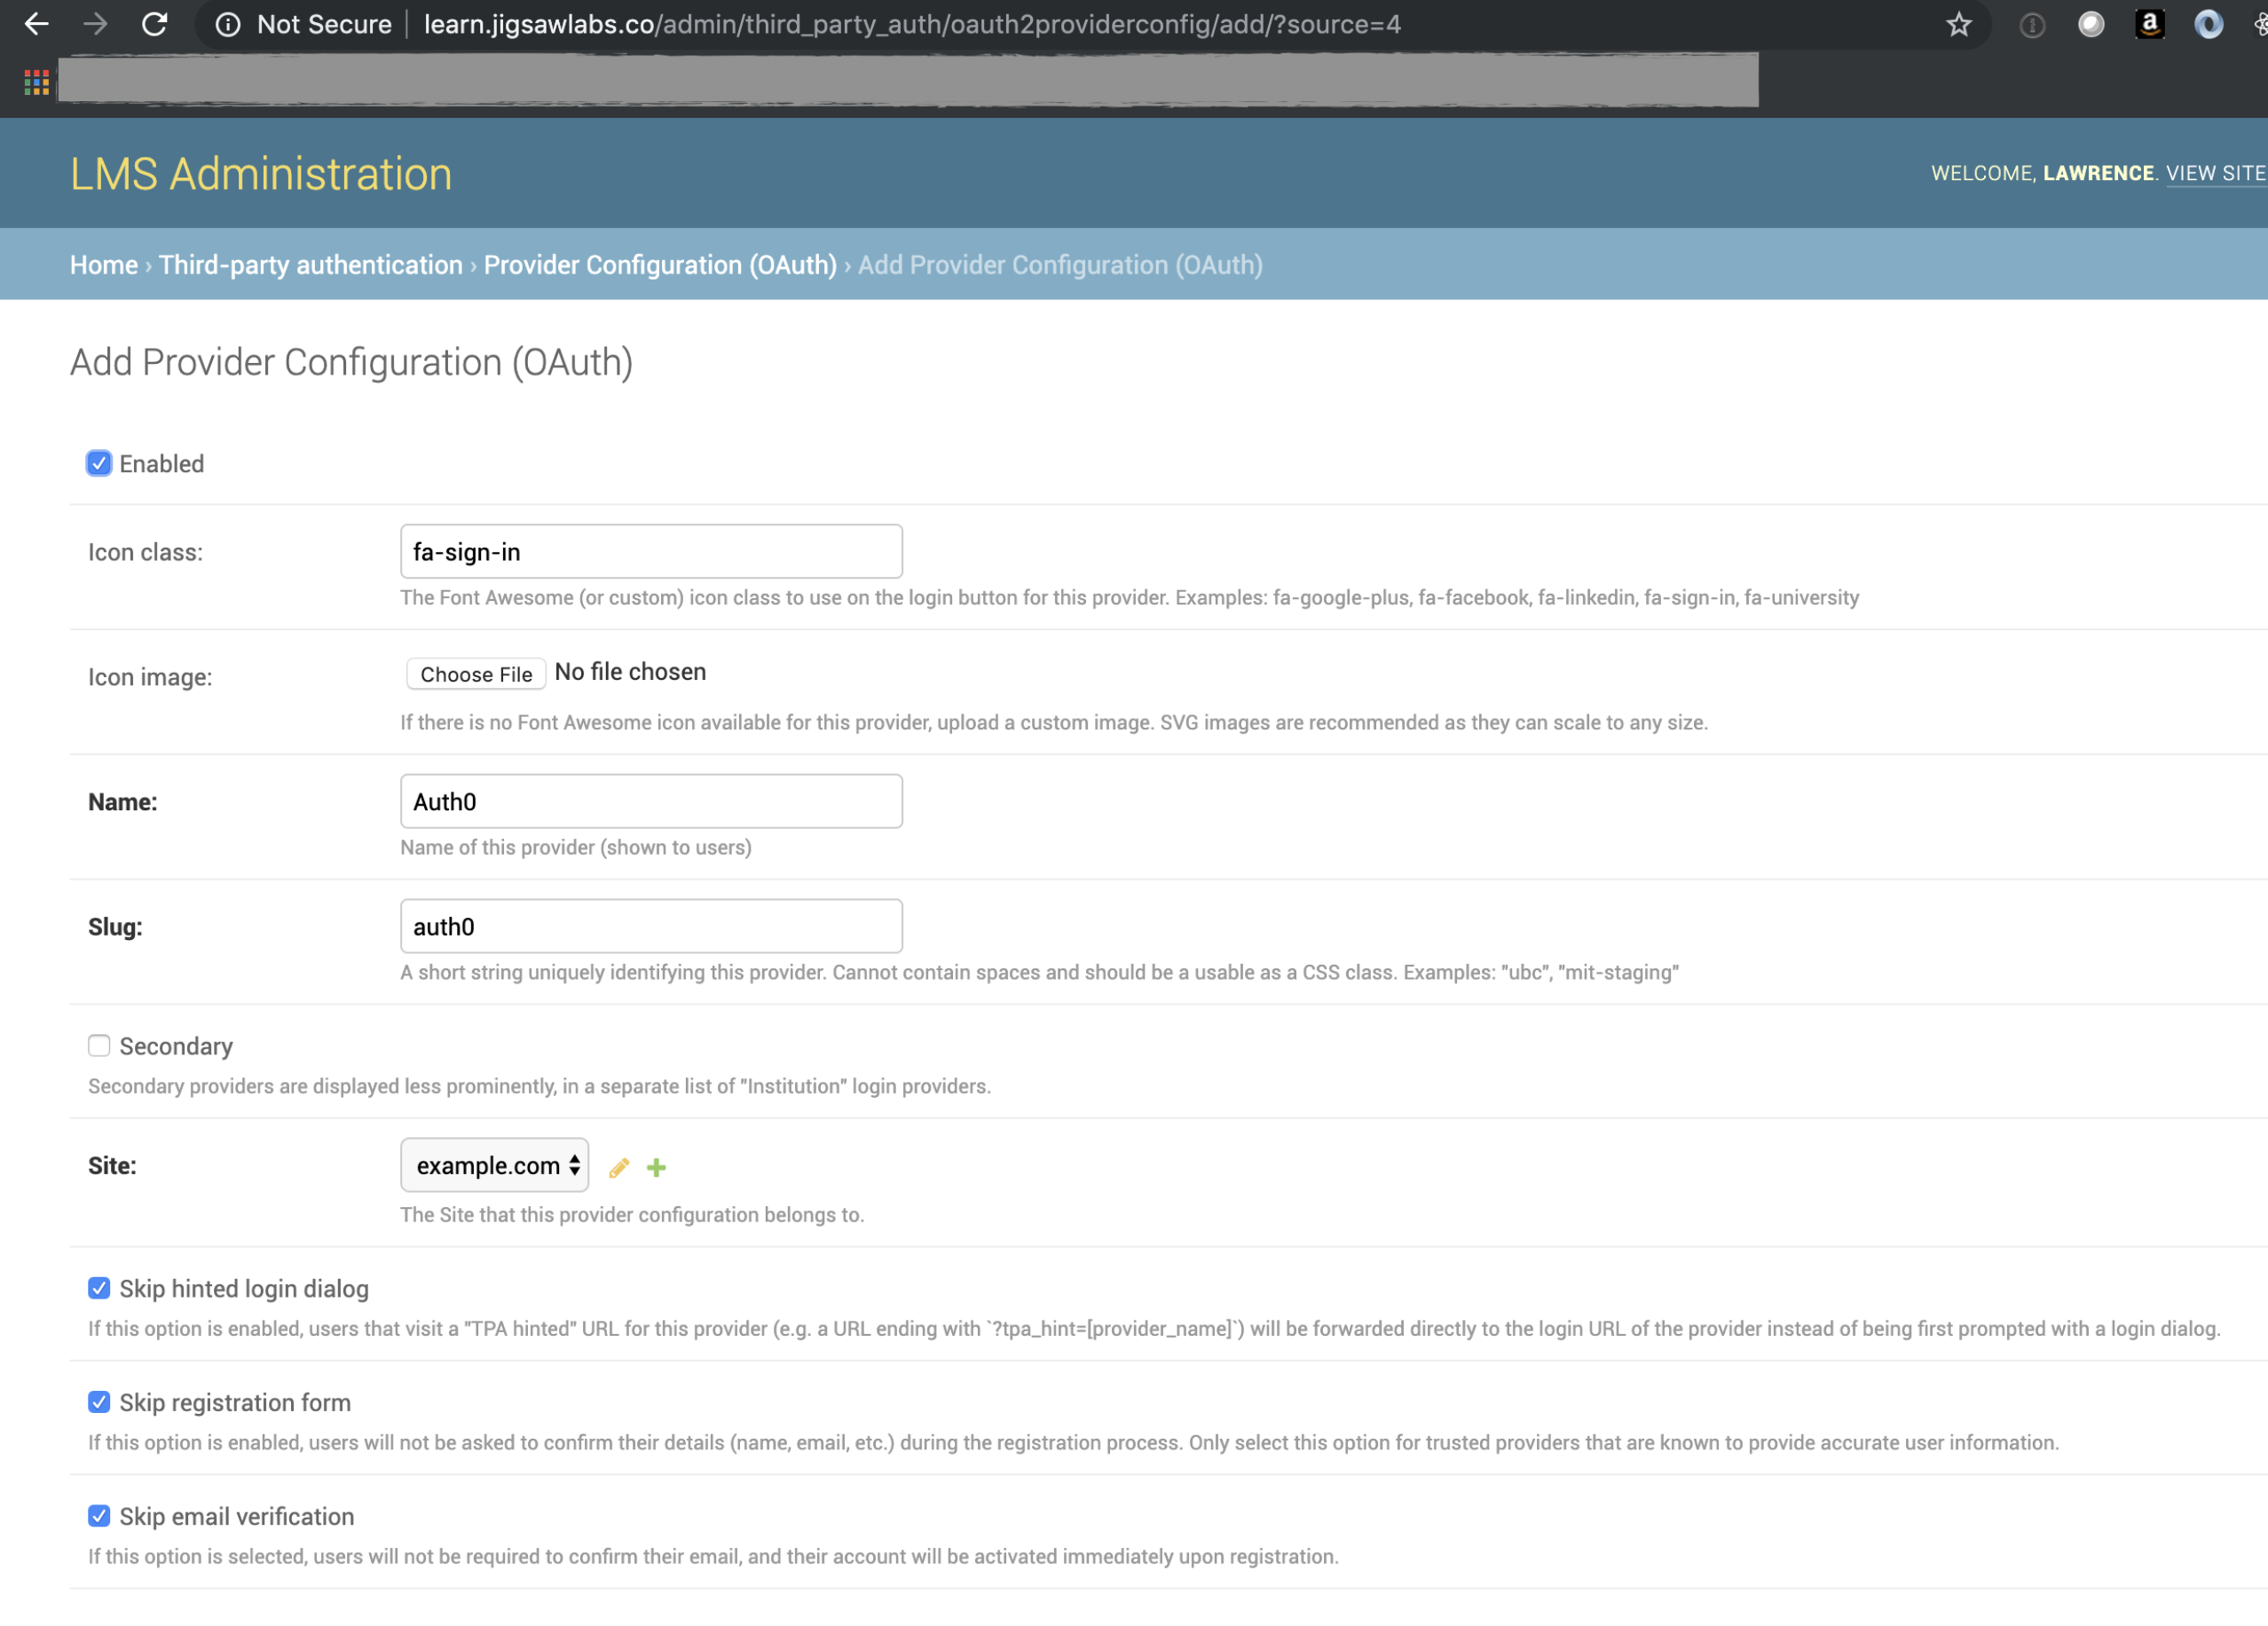 Not Secure | learn.jigsawlabs.co/admin/third_party_auth/oauth2providerconfig/add/?source=4
LMS Administration
WELCOME, LAWRENCE. VIEW SITE
Home › Third-party authentication › Provider Configuration (OAuth) › Add Provider Configuration (OAuth)
Add Provider Configuration (OAuth)
Enabled
Icon class: fa-sign-in
The Font Awesome (or custom) icon class to use on the login button for this provider. Examples: fa-google-plus, fa-facebook, fa-linkedin, fa-sign-in, fa-university
Icon image: Choose File No file chosen
If there is no Font Awesome icon available for this provider, upload a custom image. SVG images are recommended as they can scale to any size.
Name: Auth0
Name of this provider (shown to users)
Slug: auth0
A short string uniquely identifying this provider. Cannot contain spaces and should be a usable as a CSS class. Examples: "ubc", "mit-staging"
Secondary
Secondary providers are displayed less prominently, in a separate list of "Institution" login providers.
Site: example.com
The Site that this provider configuration belongs to.
Skip hinted login dialog
If this option is enabled, users that visit a "TPA hinted" URL for this provider (e.g. a URL ending with `?tpa_hint=[provider_name]`) will be forwarded directly to the login URL of the provider instead of being first prompted with a login dialog.
Skip registration form
If this option is enabled, users will not be asked to confirm their details (name, email, etc.) during the registration process. Only select this option for trusted providers that are known to provide accurate user information.
Skip email verification
If this option is selected, users will not be required to confirm their email, and their account will be activated immediately upon registration.